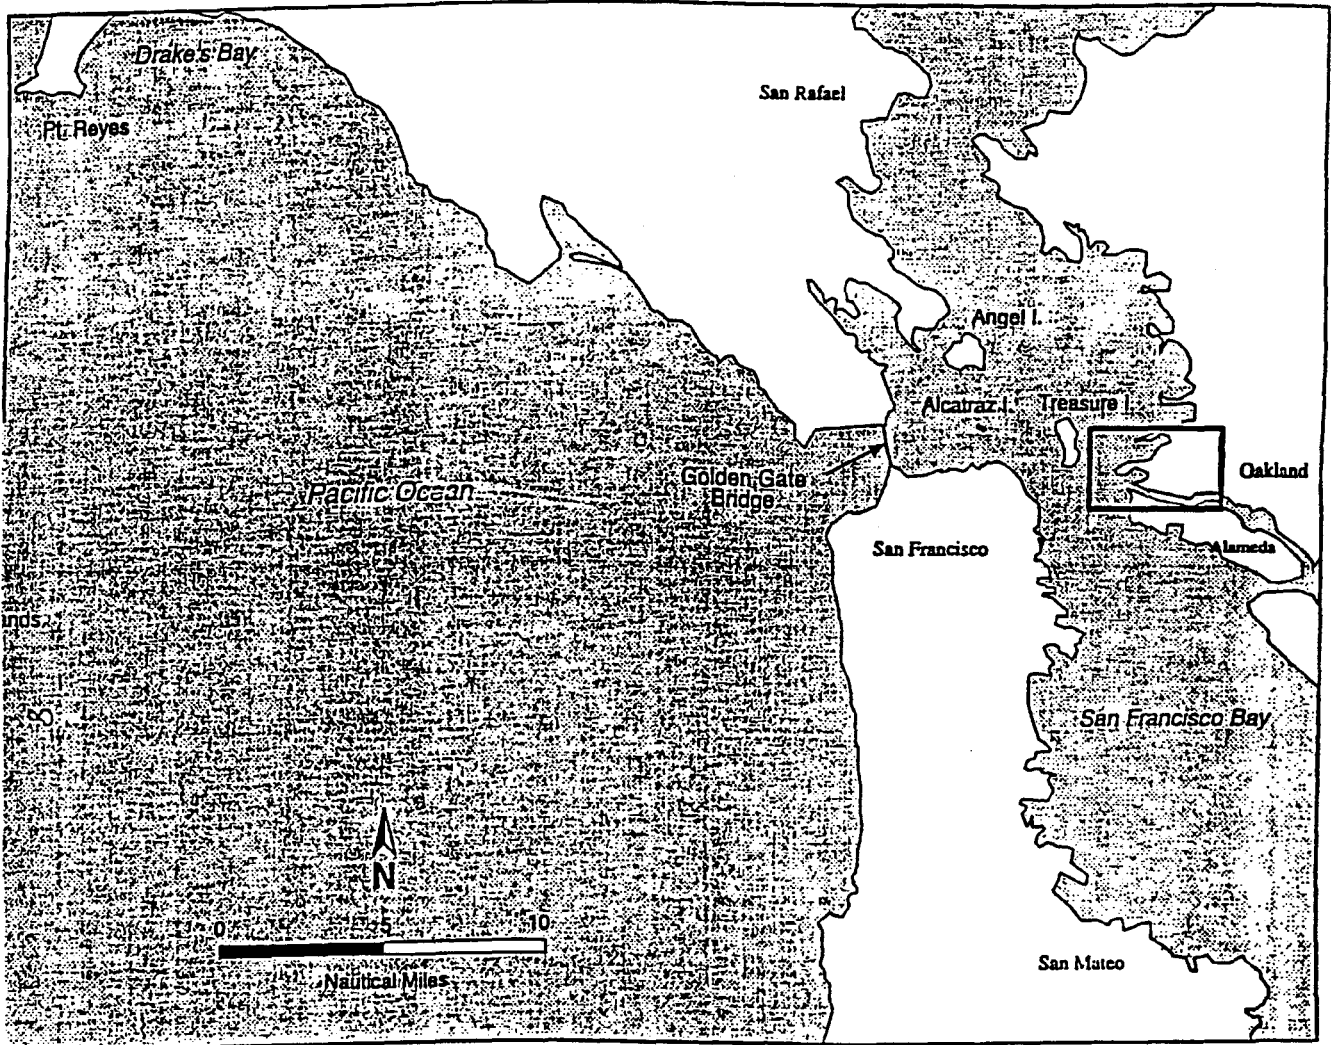 Drake's Bay
San Rafael
Pt. Reyes
Angel I.
Alcatraz I.
Treasure I.
Golden Gate
Bridge
Oakland
Pacific Ocean
San Francisco
Alameda
ands
San Francisco Bay
N
0 5 10
Nautical Miles
San Mateo